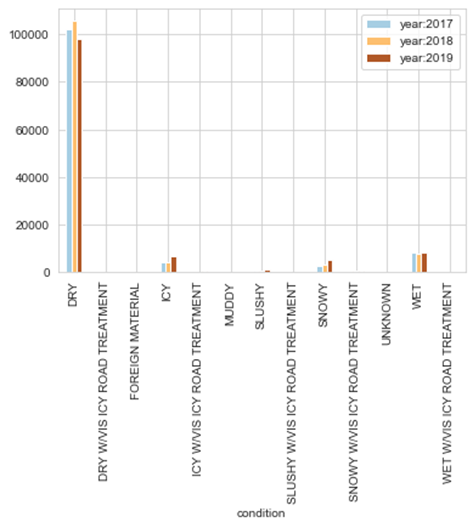 100000
80000
60000
40000
20000
0
year:2017
year:2018
year:2019
DRY
DRY W/VIS ICY ROAD TREATMENT
FOREIGN MATERIAL
ICY
ICY W/VIS ICY ROAD TREATMENT
MUDDY
SLUSHY
SLUSHY W/VIS ICY ROAD TREATMENT
SNOWY
SNOWY W/VIS ICY ROAD TREATMENT
UNKNOWN
WET
WET W/VIS ICY ROAD TREATMENT
condition